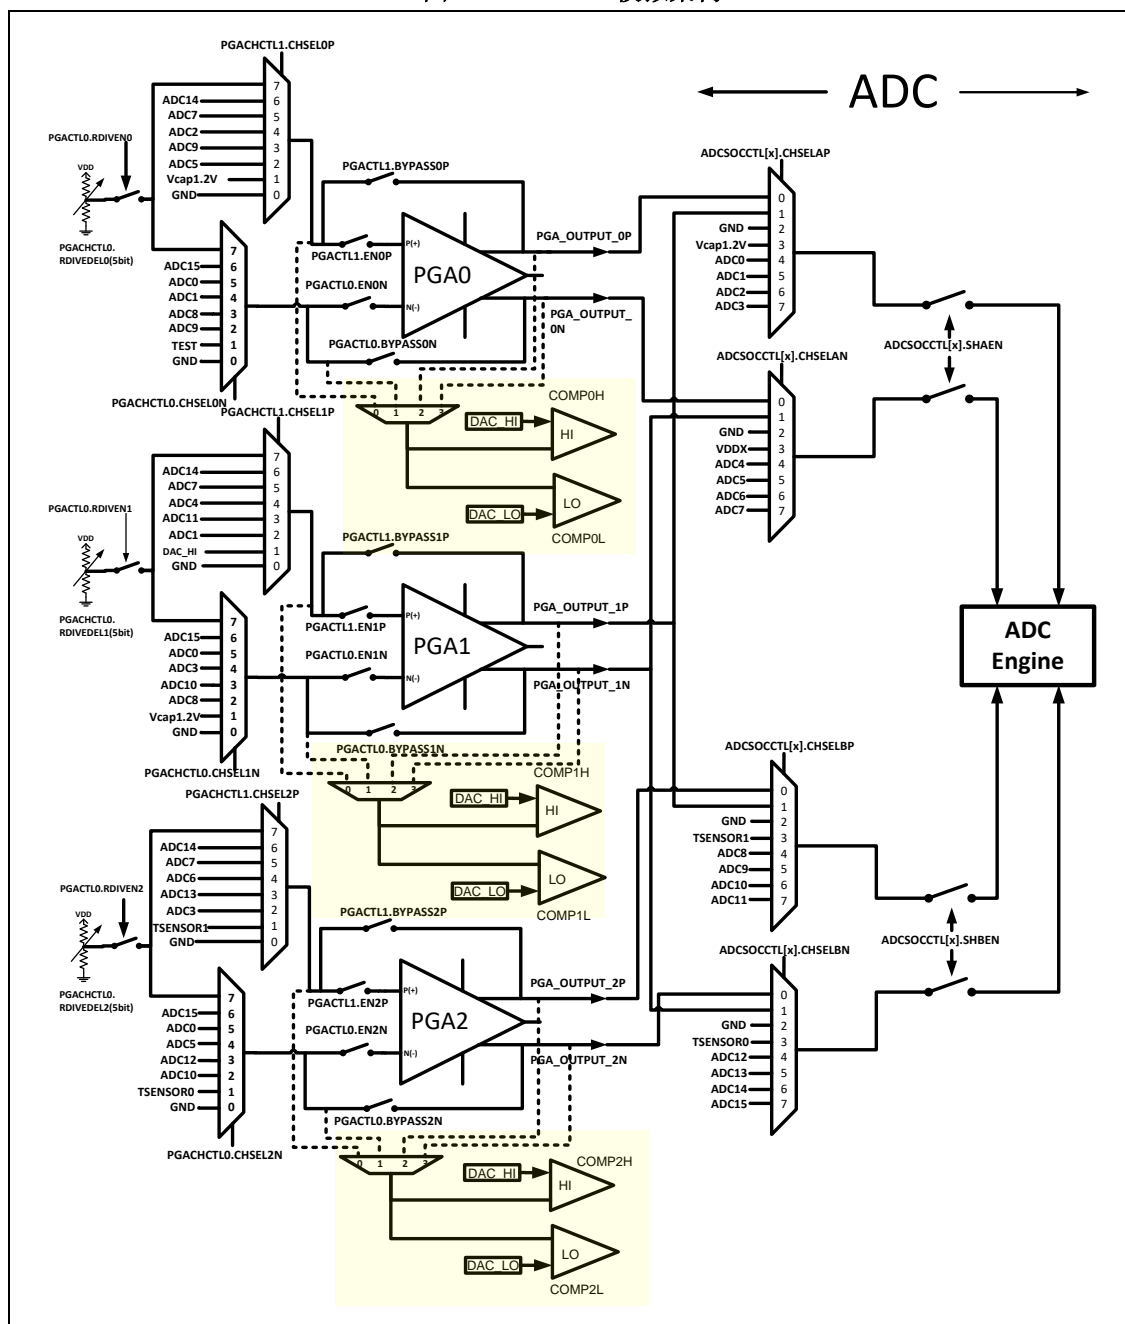 PGACHCTL1.CHSEL0P
7
ADC14
6
ADC7
5
ADC2
4
ADC9
3
ADC5
2
Vcap1.2V
1
GND
0
PGACTL0.RDIVEN0
VDD
PGACHCTL0.
RDIVEDEL0(5bit)
7
ADC15
6
ADC0
5
ADC1
4
ADC8
3
ADC9
2
TEST
1
GND
0
PGACHCTL0.CHSEL0N
PGACTL1.BYPASS0P
P(+)
PGACTL1.EN0P
PGA0
PGACTL0.EN0N
N(-)
PGACTL0.BYPASS0N
PGA_OUTPUT_0P
PGA_OUTPUT_
0N
0 1 2 3
COMP0H
DAC_HI
HI
LO
DAC_LO
COMP0L
PGACHCTL1.CHSEL1P
7
ADC14
6
ADC7
5
ADC4
4
ADC11
3
ADC1
2
DAC_HI
1
GND
0
PGACTL0.RDIVEN1
VDD
PGACHCTL0.
RDIVEDEL1(5bit)
7
ADC15
6
ADC0
5
ADC3
4
ADC10
3
ADC8
2
Vcap1.2V
1
GND
0
PGACHCTL0.CHSEL1N
PGACTL1.BYPASS1P
P(+)
PGACTL1.EN1P
PGA1
PGACTL0.EN1N
N(-)
PGACTL0.BYPASS1N
PGA_OUTPUT_1P
PGA_OUTPUT_1N
0 1 2 3
COMP1H
DAC_HI
HI
LO
DAC_LO
COMP1L
PGACHCTL1.CHSEL2P
7
ADC14
6
ADC7
5
ADC6
4
ADC13
3
ADC3
2
TSENSOR1
1
GND
0
PGACTL0.RDIVEN2
VDD
PGACHCTL0.
RDIVEDEL2(5bit)
7
ADC15
6
ADC0
5
ADC5
4
ADC12
3
ADC10
2
TSENSOR0
1
GND
0
PGACHCTL0.CHSEL2N
PGACTL1.BYPASS2P
P(+)
PGACTL1.EN2P
PGA2
PGACTL0.EN2N
N(-)
PGACTL0.BYPASS2N
PGA_OUTPUT_2P
PGA_OUTPUT_2N
0 1 2 3
COMP2H
DAC_HI
HI
LO
DAC_LO
COMP2L
ADC
ADCSOCCTL[x].CHSELAP
0
1
GND
2
Vcap1.2V
3
ADC0
4
ADC1
5
ADC2
6
ADC3
7
ADCSOCCTL[x].SHAEN
ADCSOCCTL[x].CHSELAN
0
1
GND
2
VDDX
3
ADC4
4
ADC5
5
ADC6
6
ADC7
7
ADC
Engine
ADCSOCCTL[x].CHSELBP
0
1
GND
2
TSENSOR1
3
ADC8
4
ADC9
5
ADC10
6
ADC11
7
ADCSOCCTL[x].SHBEN
ADCSOCCTL[x].CHSELBN
0
1
GND
2
TSENSOR0
3
ADC12
4
ADC13
5
ADC14
6
ADC15
7